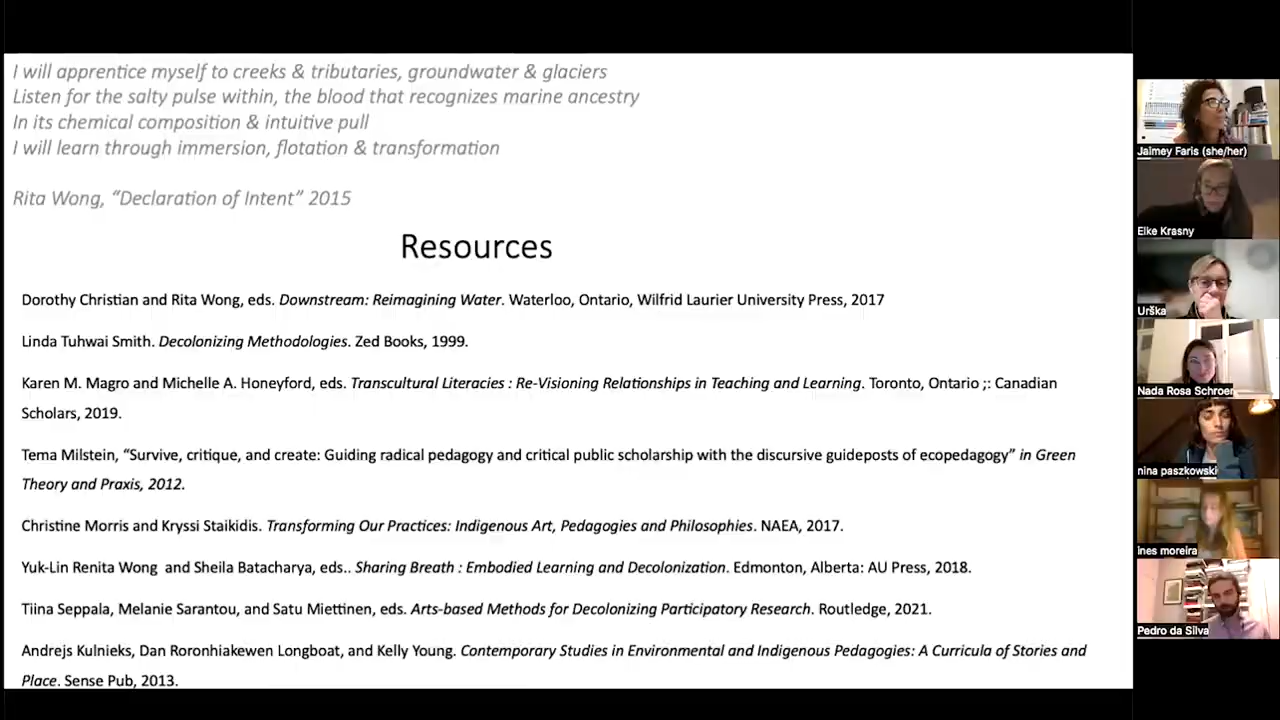 I will apprentice myself to creeks & tributaries, groundwater & glaciers
Listen for the salty pulse within, the blood that recognizes marine ancestry
In its chemical composition & intuitive pull
I will learn through immersion, flotation & transformation
Rita Wong, “Declaration of Intent” 2015
Resources
Dorothy Christian and Rita Wong, eds. Downstream: Reimagining Water. Waterloo, Ontario, Wilfrid Laurier University Press, 2017
Linda Tuhwai Smith. Decolonizing Methodologies. Zed Books, 1999.
Karen M. Magro and Michelle A. Honeyford, eds. Transcultural Literacies : Re-Visioning Relationships in Teaching and Learning. Toronto, Ontario ;: Canadian
Scholars, 2019.
Tema Milstein, “Survive, critique, and create: Guiding radical pedagogy and critical public scholarship with the discursive guideposts of ecopedagogy” in Green
Theory and Praxis, 2012.
Christine Morris and Kryssi Staikidis. Transforming Our Practices: Indigenous Art, Pedagogies and Philosophies. NAEA, 2017.
Yuk-Lin Renita Wong and Sheila Batacharya, eds.. Sharing Breath : Embodied Learning and Decolonization. Edmonton, Alberta: AU Press, 2018.
Tiina Seppala, Melanie Sarantou, and Satu Miettinen, eds. Arts-based Methods for Decolonizing Participatory Research. Routledge, 2021.
Andrejs Kulnieks, Dan Roronhiakewen Longboat, and Kelly Young. Contemporary Studies in Environmental and Indigenous Pedagogies: A Curricula of Stories and
Place. Sense Pub, 2013.
Jaimey Faris (she/her)
Elke Krasny
Urška
Nada Rosa Schroer
nina paszkowski
ines moreira
Pedro da Silva